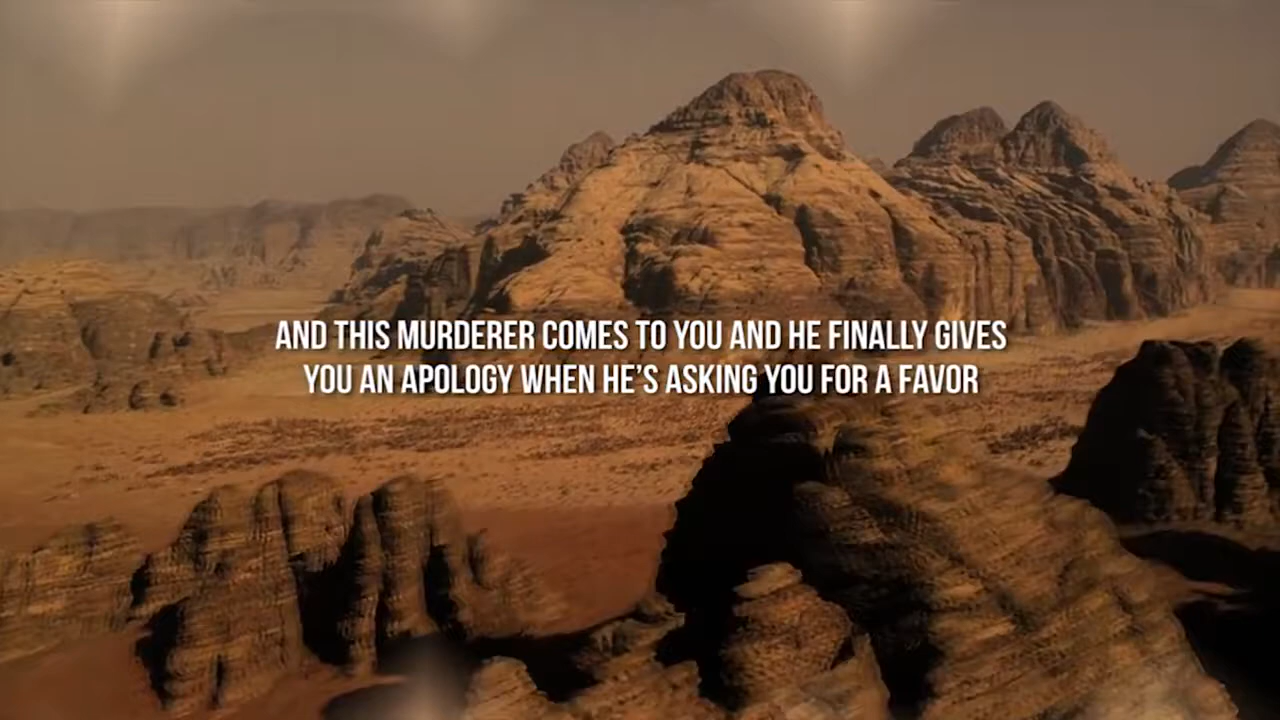 AND THIS MURDERER COMES TO YOU AND HE FINALLY GIVES
YOU AN APOLOGY WHEN HE'S ASKING YOU FOR A FAVOR